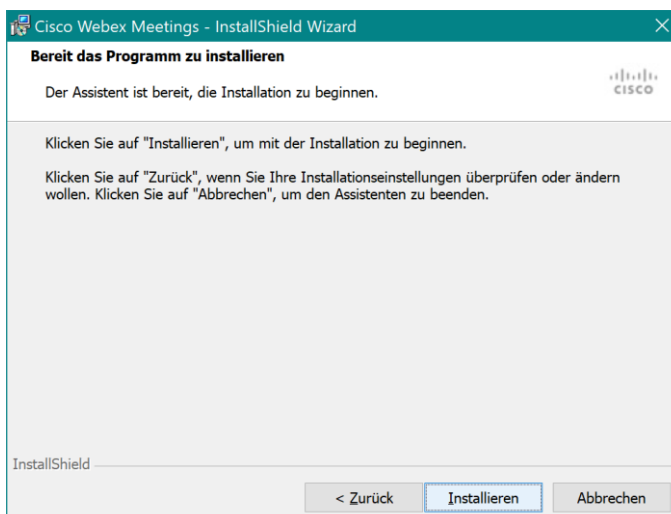 Cisco Webex Meetings - InstallShield Wizard
Bereit das Programm zu installieren
Der Assistent ist bereit, die Installation zu beginnen.
CISCO
Klicken Sie auf "Installieren", um mit der Installation zu beginnen.
Klicken Sie auf "Zurück", wenn Sie Ihre Installationseinstellungen überprüfen oder ändern
wollen. Klicken Sie auf "Abbrechen", um den Assistenten zu beenden.
InstallShield
< Zurück Installieren Abbrechen